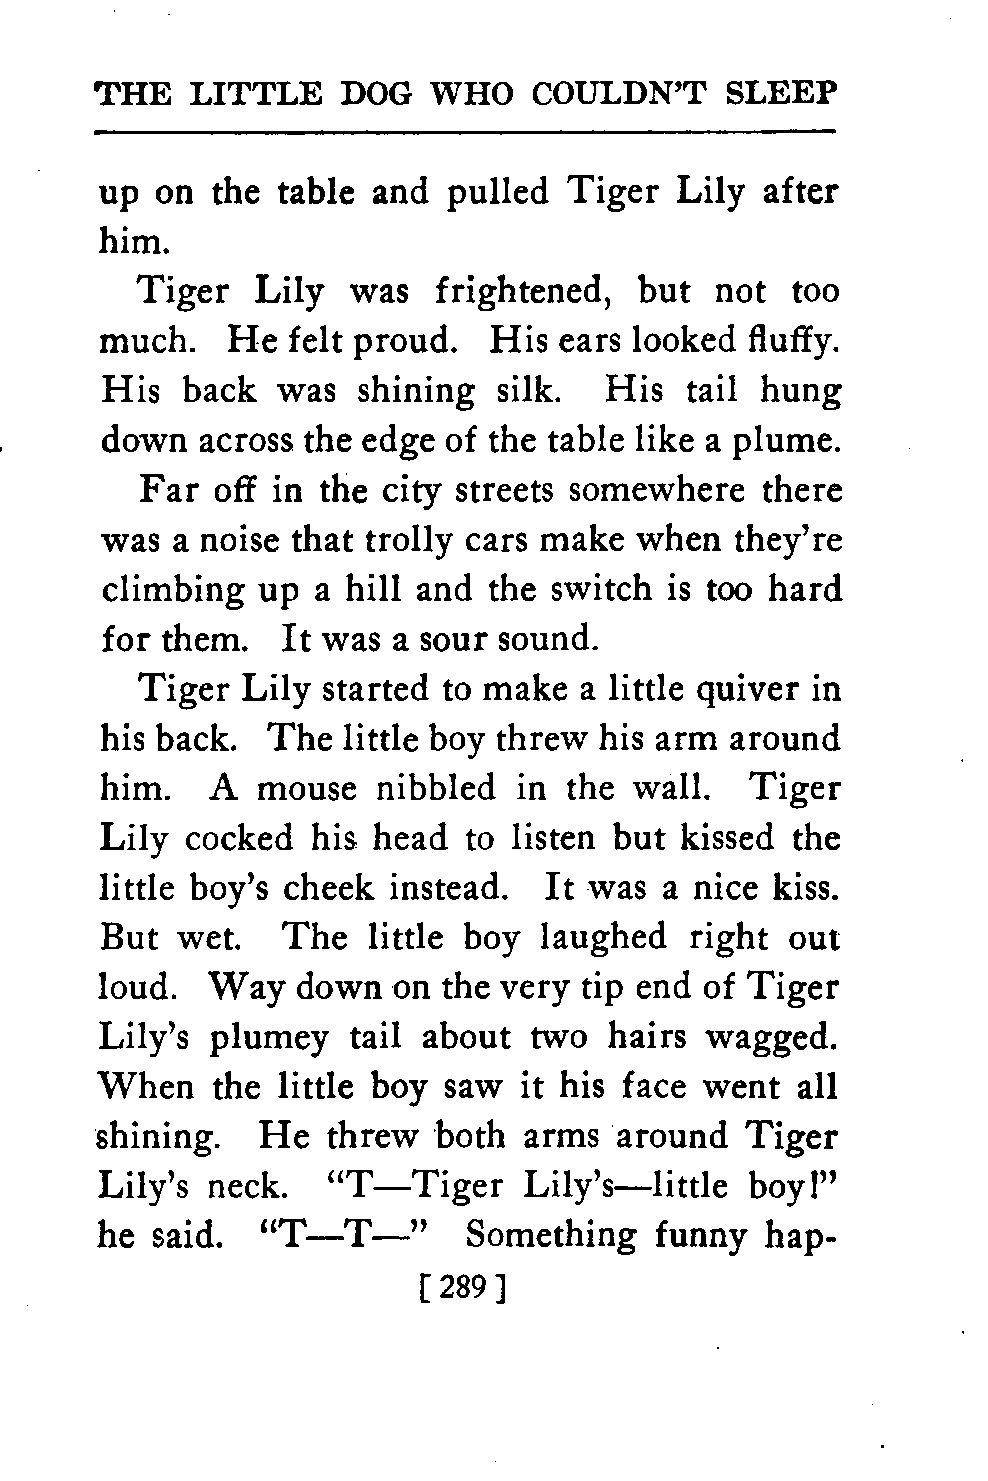 THE LITTLE DOG WHO COULDN'T SLEEP
up on the table and pulled Tiger Lily after
him.
Tiger Lily was frightened, but not too
much. He felt proud. His ears looked fluffy.
His back was shining silk. His tail hung
down across the edge of the table like a plume.
Far off in the city streets somewhere there
was a noise that trolly cars make when they're
climbing up a hill and the switch is too hard
for them. It was a sour sound.
Tiger Lily started to make a little quiver in
his back. The little boy threw his arm around
him. A mouse nibbled in the wall. Tiger
Lily cocked his head to listen but kissed the
little boy's cheek instead. It was a nice kiss.
But wet. The little boy laughed right out
loud. Way down on the very tip end of Tiger
Lily's plumey tail about two hairs wagged.
When the little boy saw it his face went all
shining. He threw both arms around Tiger
Lily's neck. "T—Tiger Lily's—little boy!"
he said. "T—T—" Something funny hap-
[ 289 ]